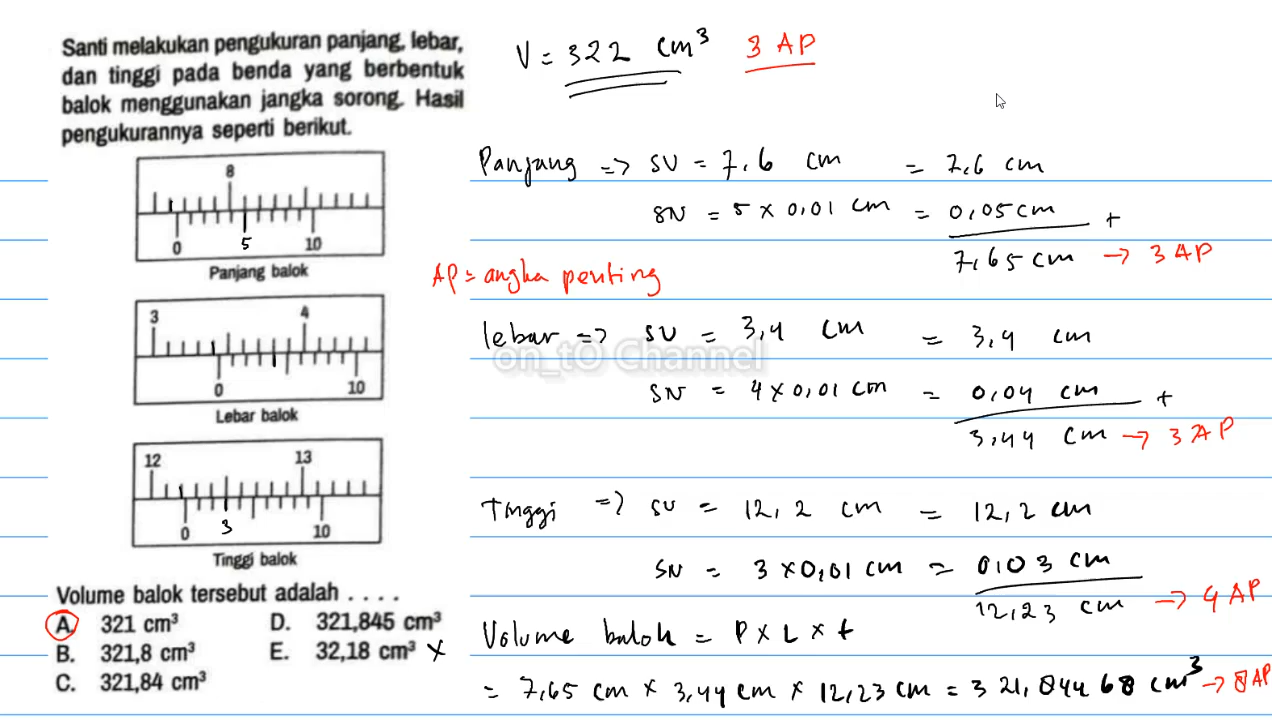 Santi melakukan pengukuran panjang, lebar,
dan tinggi pada benda yang berbentuk
balok menggunakan jangka sorong. Hasil
pengukurannya seperti berikut.
8
0 5 10
Panjang balok
3 4
0 10
Lebar balok
12 13
0 3 10
Tinggi balok
Volume balok tersebut adalah . . . .
A. 321 cm³
B. 321,8 cm³
C. 321,84 cm³
D. 321,845 cm³
E. 32,18 cm³ X
V = 322 cm³ 3 AP
Panjang => SU = 7,6 cm = 7,6 cm
SN = 5 x 0,01 cm = 0,05 cm +
7,65 cm → 3 AP
AP = angka penting
lebar => SU = 3,4 cm = 3,4 cm
on_tO Channel
SN = 4 x 0,01 cm = 0,04 cm +
3,44 cm → 3 AP
Tinggi => SU = 12,2 cm = 12,2 cm
SN = 3 x 0,01 cm = 0,03 cm
12,23 cm → 4 AP
Volume balok = P x L x t
= 7,65 cm x 3,44 cm x 12,23 cm = 321,84468 cm³ → 8 AP